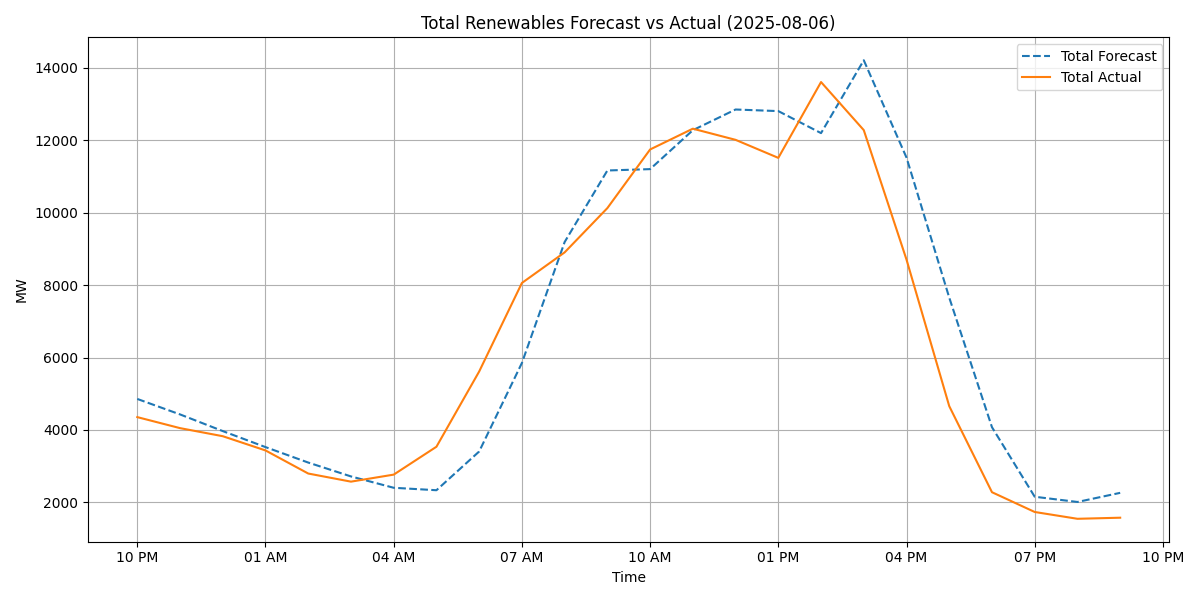 Total Renewables Forecast vs Actual (2025-08-06)
Total Forecast
Total Actual
14000
12000
10000
8000
6000
4000
2000
MW
10 PM 01 AM 04 AM 07 AM 10 AM 01 PM 04 PM 07 PM 10 PM
Time